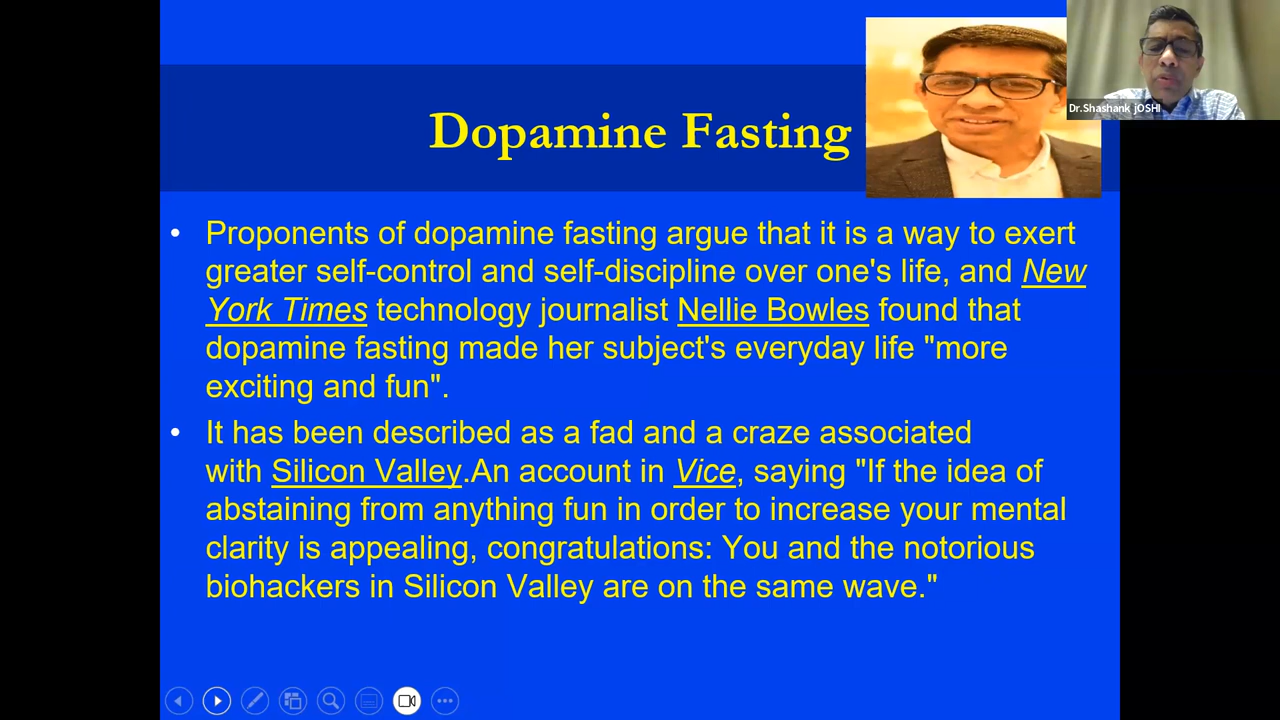 Dopamine Fasting
Dr.Shashank jOSHI
• Proponents of dopamine fasting argue that it is a way to exert
greater self-control and self-discipline over one's life, and New
York Times technology journalist Nellie Bowles found that
dopamine fasting made her subject's everyday life "more
exciting and fun".
• It has been described as a fad and a craze associated
with Silicon Valley.An account in Vice, saying "If the idea of
abstaining from anything fun in order to increase your mental
clarity is appealing, congratulations: You and the notorious
biohackers in Silicon Valley are on the same wave."